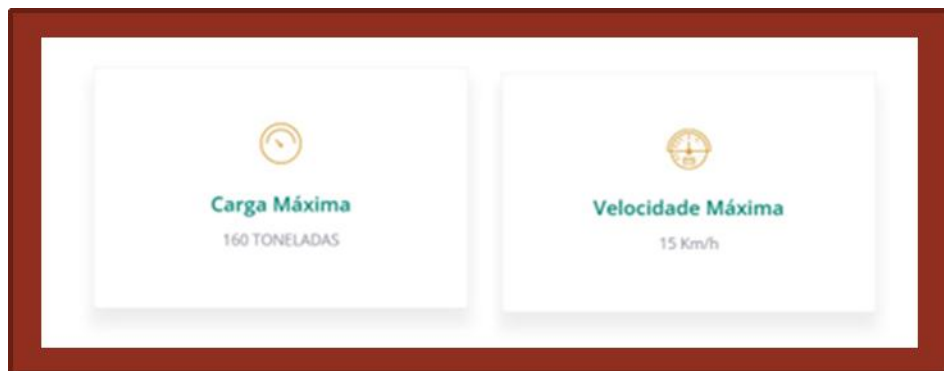 Carga Máxima
160 TONELADAS
Velocidade Máxima
15 Km/h